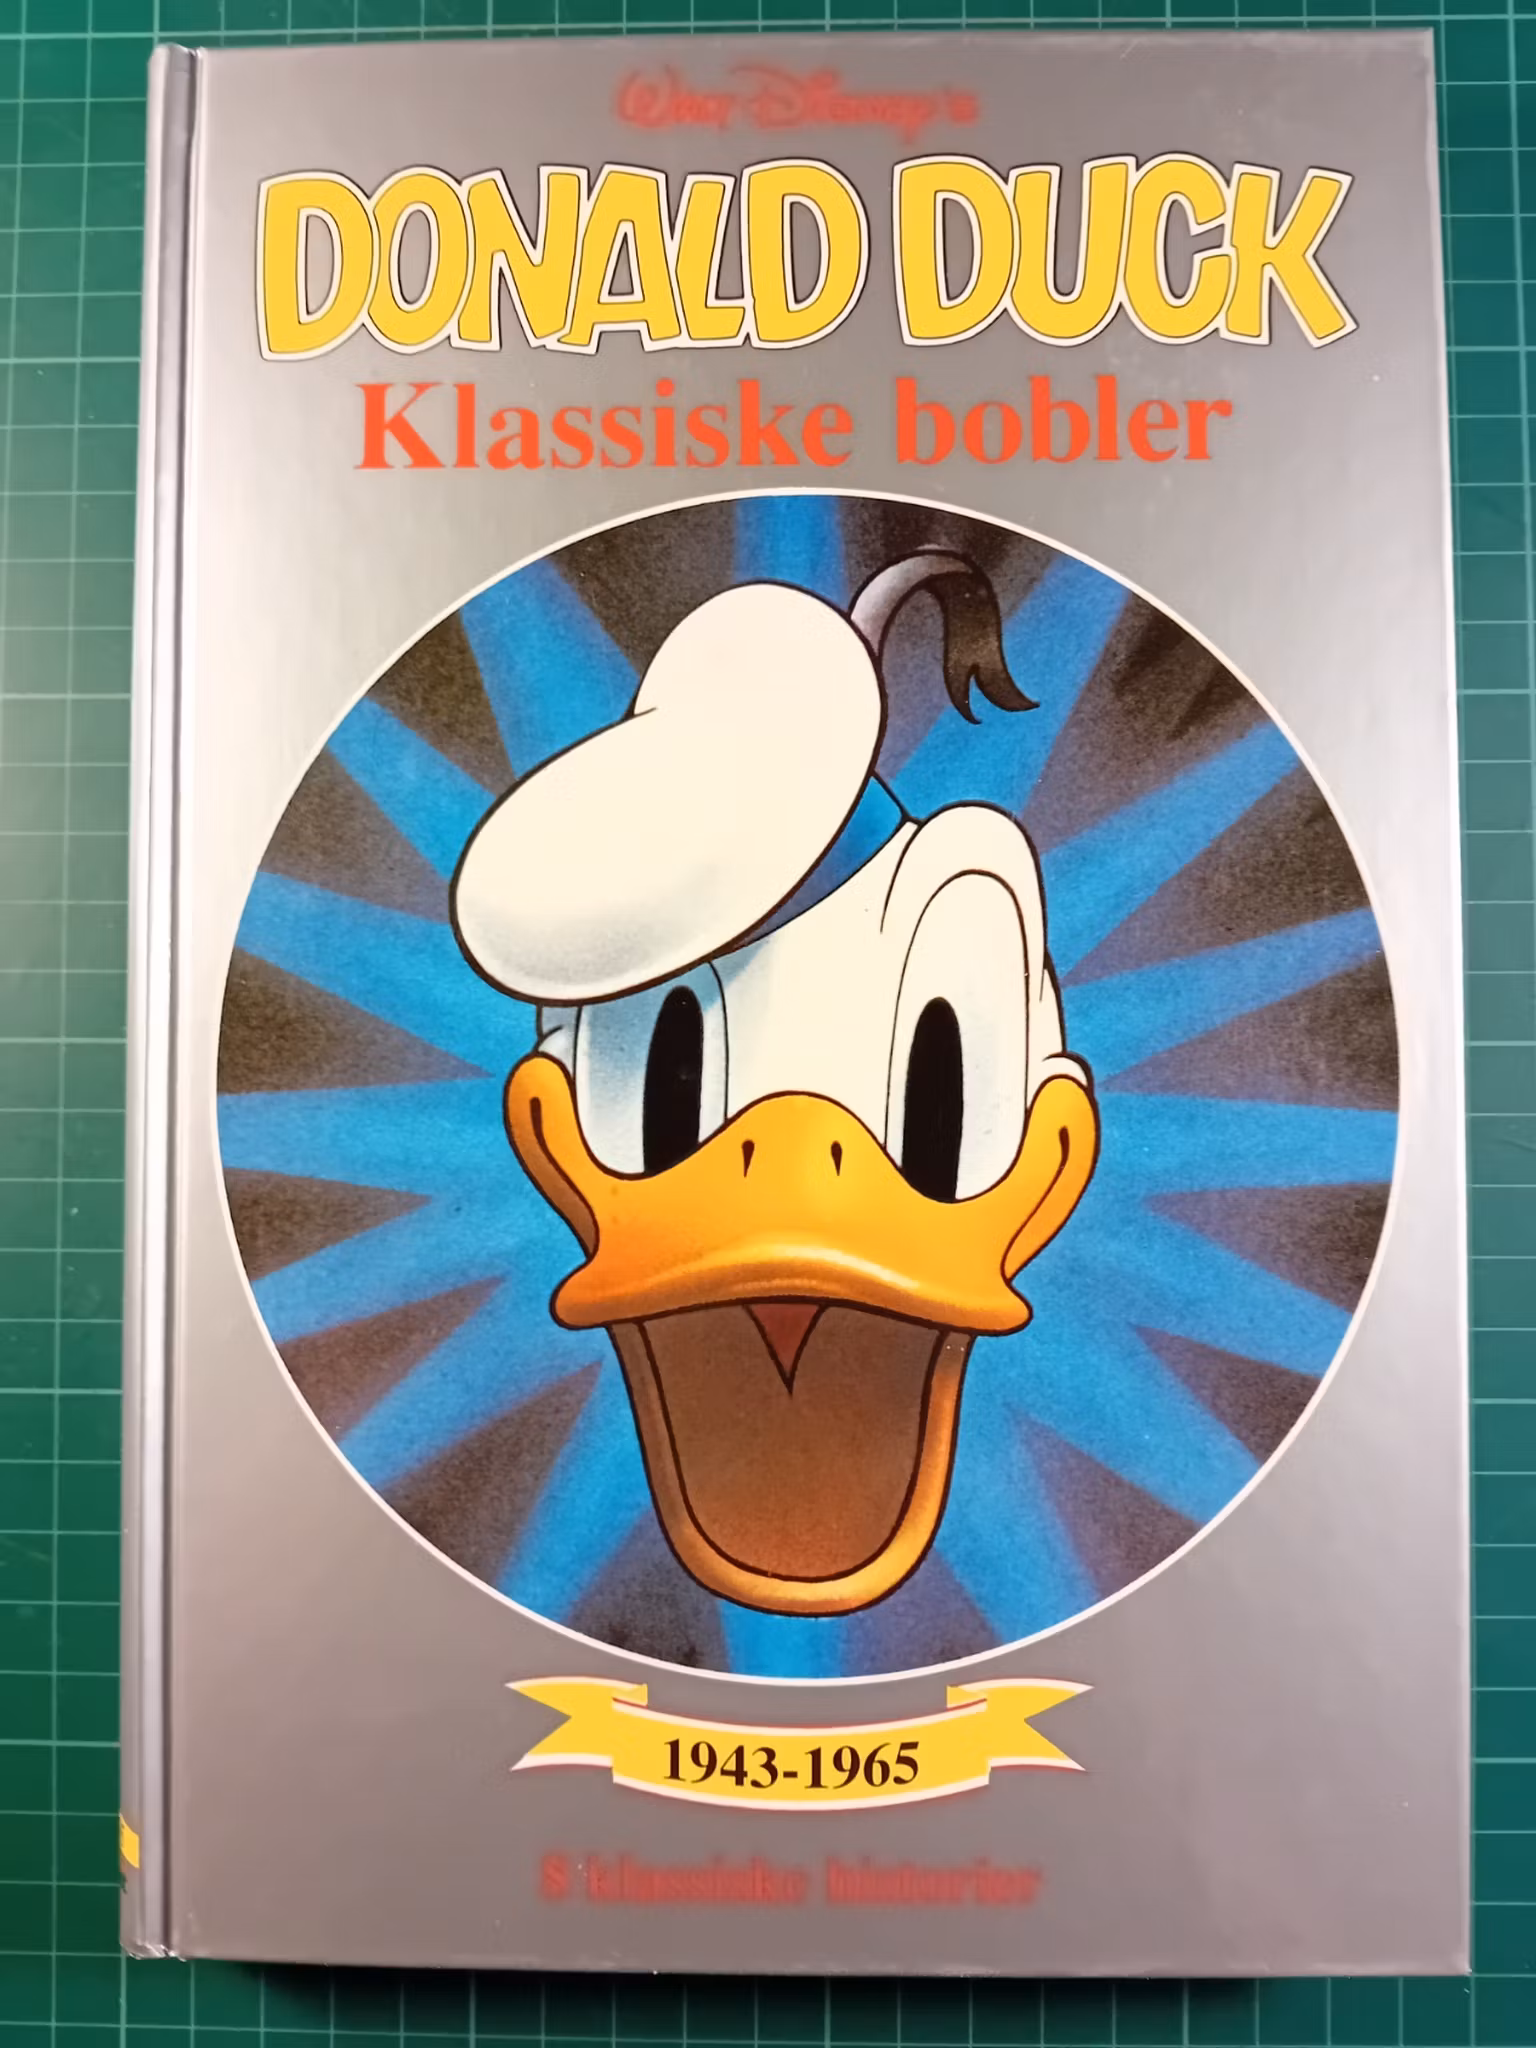 Walt Disney's
DONALD DUCK
Klassiske bobler
1943-1965
8 klassiske historier